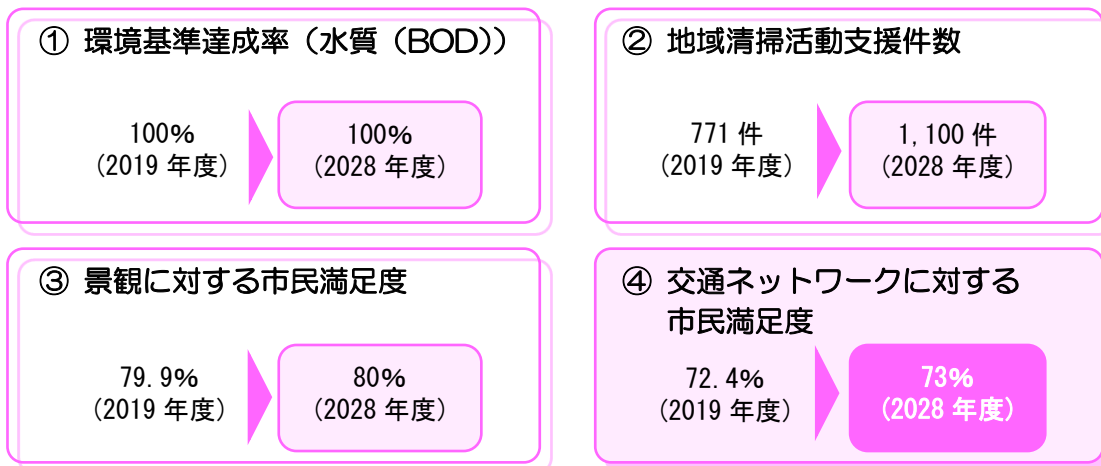 ① 環境基準達成率（水質（BOD））
100%
（2019 年度）
100%
（2028 年度）
② 地域清掃活動支援件数
771 件
（2019 年度）
1,100 件
（2028 年度）
③ 景観に対する市民満足度
79.9%
（2019 年度）
80%
（2028 年度）
④ 交通ネットワークに対する
市民満足度
72.4%
（2019 年度）
73%
（2028 年度）